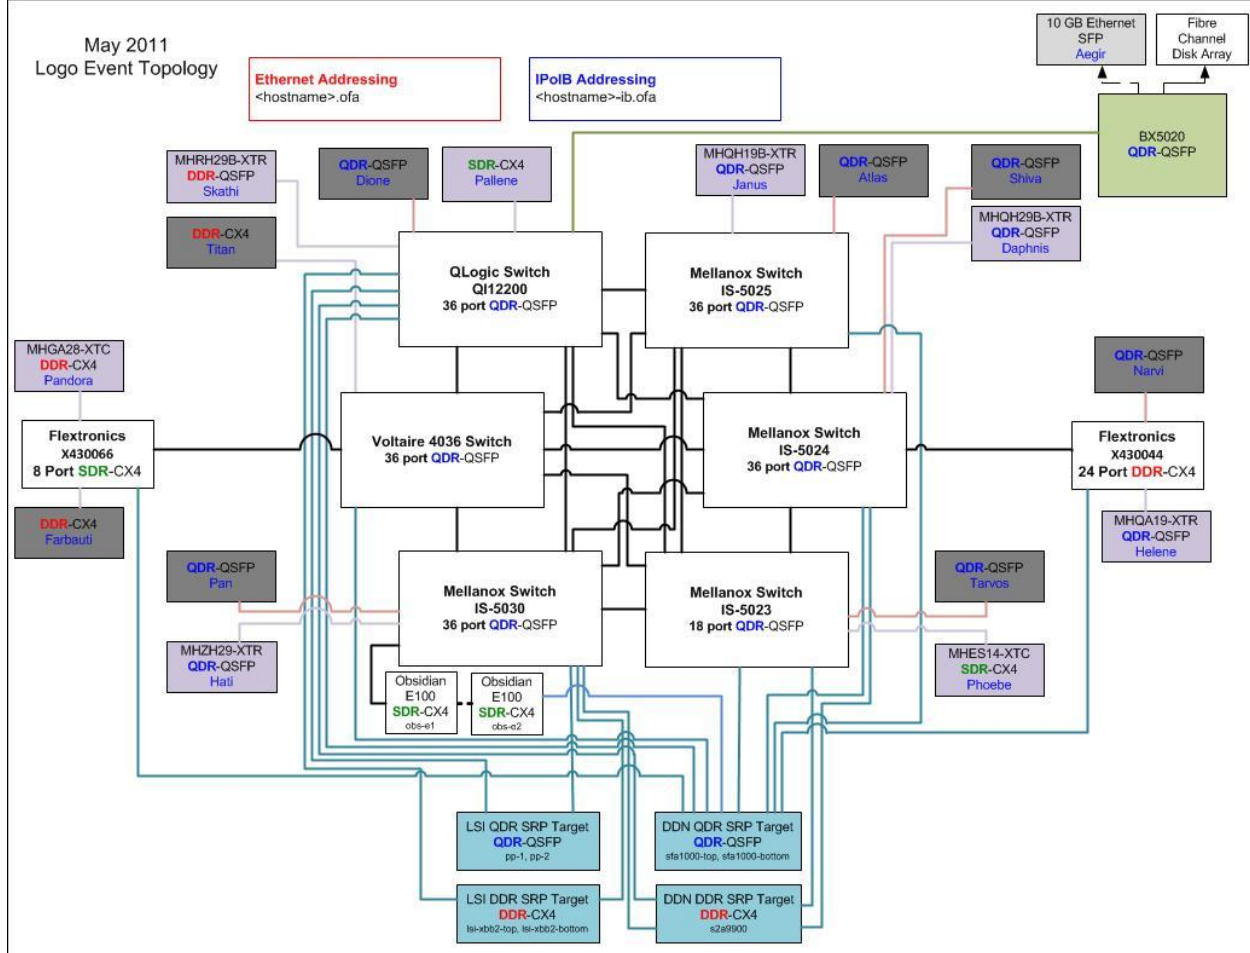 May 2011
Logo Event Topology
Ethernet Addressing
<hostname>.ofa
IPoIB Addressing
<hostname>-ib.ofa
10 GB Ethernet
SFP
Aegir
Fibre
Channel
Disk Array
BX5020
QDR-QSFP
MHRH29B-XTR
DDR-QSFP
Skathi
QDR-QSFP
Dione
SDR-CX4
Pallene
MHQH19B-XTR
QDR-QSFP
Janus
QDR-QSFP
Atlas
QDR-QSFP
Shiva
DDR-CX4
Titan
MHQH29B-XTR
QDR-QSFP
Daphnis
QLogic Switch
QI12200
36 port QDR-QSFP
Mellanox Switch
IS-5025
36 port QDR-QSFP
MHGA28-XTC
DDR-CX4
Pandora
QDR-QSFP
Narvi
Flextronics
X430066
8 Port SDR-CX4
Voltaire 4036 Switch
36 port QDR-QSFP
Mellanox Switch
IS-5024
36 port QDR-QSFP
Flextronics
X430044
24 Port DDR-CX4
DDR-CX4
Farbauti
MHQA19-XTR
QDR-QSFP
Helene
QDR-QSFP
Pan
Mellanox Switch
IS-5030
36 port QDR-QSFP
Mellanox Switch
IS-5023
18 port QDR-QSFP
QDR-QSFP
Tarvos
MHZH29-XTR
QDR-QSFP
Hati
MHES14-XTC
SDR-CX4
Phoebe
Obsidian
E100
SDR-CX4
obs-e1
Obsidian
E100
SDR-CX4
obs-e2
LSI QDR SRP Target
QDR-QSFP
pp-1, pp-2
DDN QDR SRP Target
QDR-QSFP
sfa1000-top, sfa1000-bottom
LSI DDR SRP Target
DDR-CX4
lsi-xbb2-top, lsi-xbb2-bottom
DDN DDR SRP Target
DDR-CX4
s2a9900